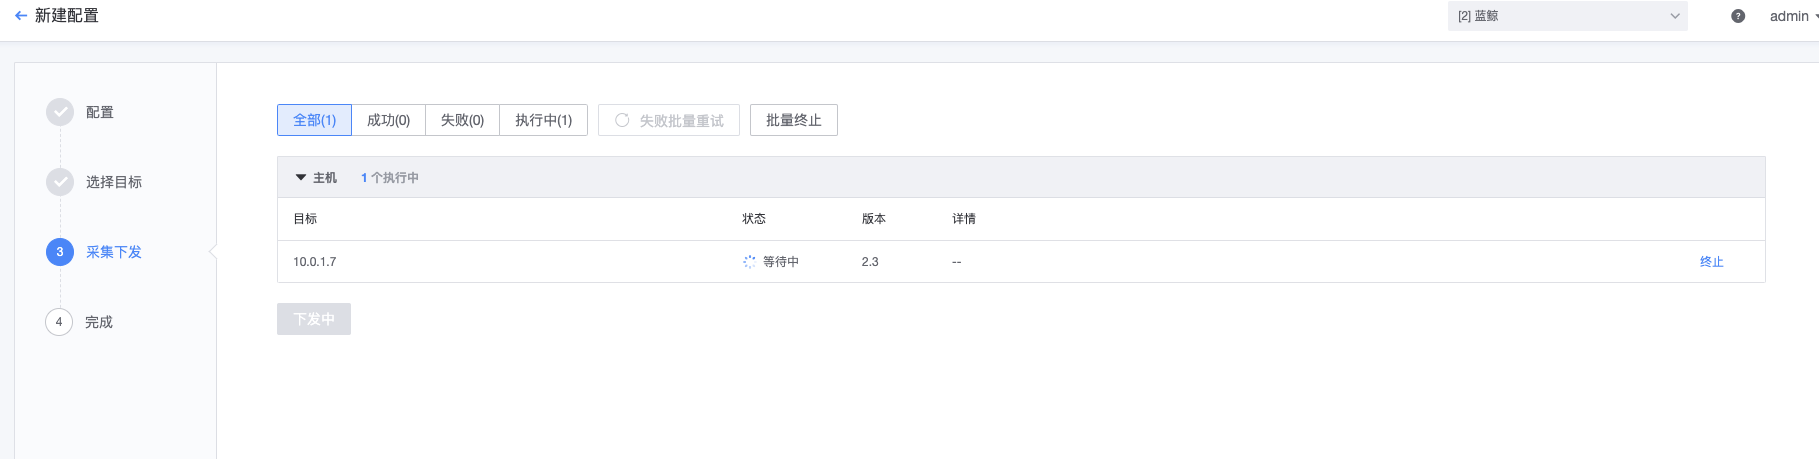 新建配置
[2] 蓝鲸
?
admin
配置
选择目标
3 采集下发
4 完成
全部(1) 成功(0) 失败(0) 执行中(1) 失败批量重试 批量终止
主机 1 个执行中
目标 状态 版本 详情
10.0.1.7 等待中 2.3 -- 终止
下发中